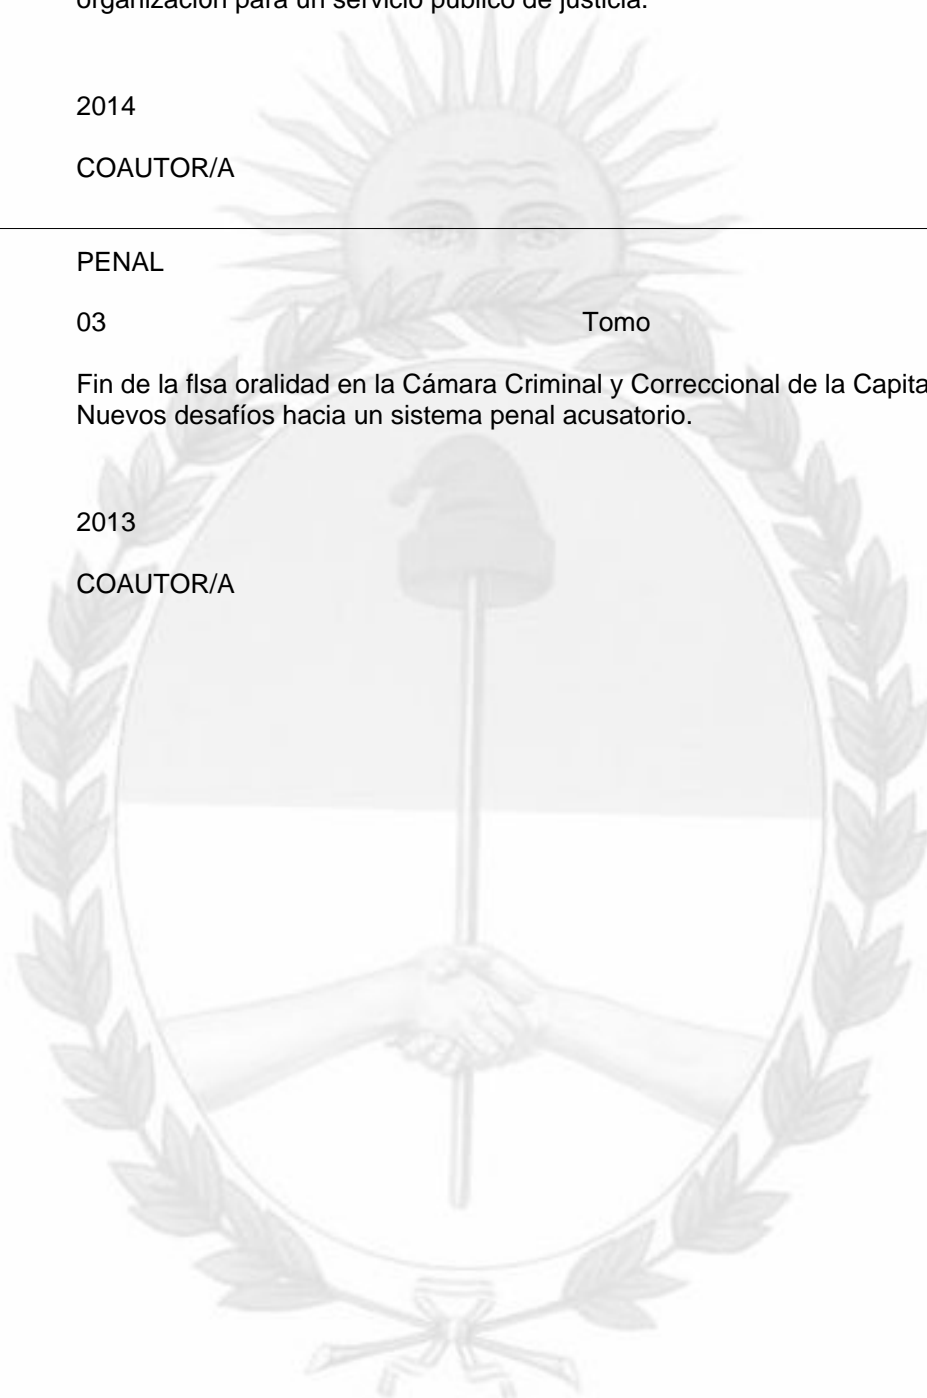 organización para un servicio público de justicia.
2014
COAUTOR/A
PENAL
03 Tomo
Fin de la flsa oralidad en la Cámara Criminal y Correccional de la Capita
Nuevos desafíos hacia un sistema penal acusatorio.
2013
COAUTOR/A